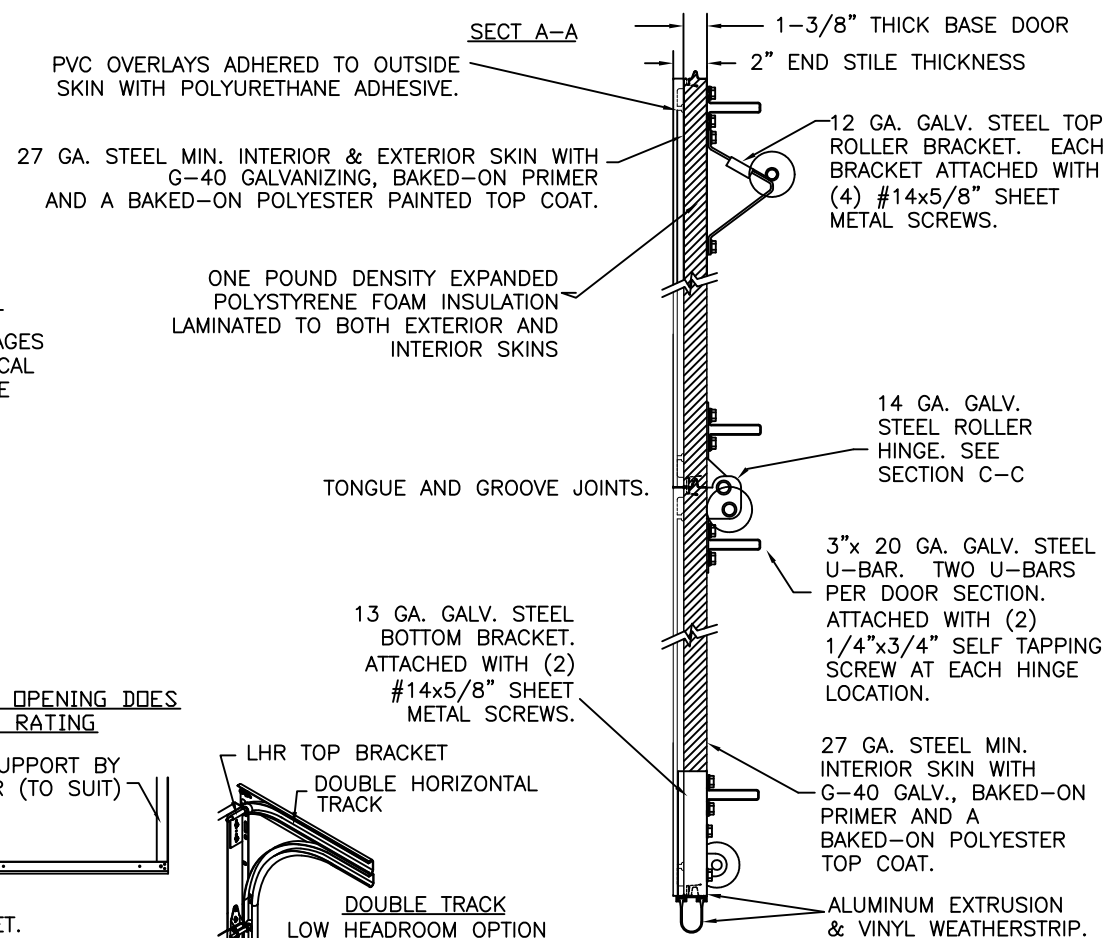 SECT A-A
1-3/8" THICK BASE DOOR
2" END STILE THICKNESS
PVC OVERLAYS ADHERED TO OUTSIDE
SKIN WITH POLYURETHANE ADHESIVE.
27 GA. STEEL MIN. INTERIOR & EXTERIOR SKIN WITH
G-40 GALVANIZING, BAKED-ON PRIMER
AND A BAKED-ON POLYESTER PAINTED TOP COAT.
12 GA. GALV. STEEL TOP
ROLLER BRACKET. EACH
BRACKET ATTACHED WITH
(4) #14x5/8" SHEET
METAL SCREWS.
ONE POUND DENSITY EXPANDED
POLYSTYRENE FOAM INSULATION
LAMINATED TO BOTH EXTERIOR AND
INTERIOR SKINS
14 GA. GALV.
STEEL ROLLER
HINGE. SEE
SECTION C-C
TONGUE AND GROOVE JOINTS.
3"x 20 GA. GALV. STEEL
U-BAR. TWO U-BARS
PER DOOR SECTION.
ATTACHED WITH (2)
1/4"x3/4" SELF TAPPING
SCREW AT EACH HINGE
LOCATION.
13 GA. GALV. STEEL
BOTTOM BRACKET.
ATTACHED WITH (2)
#14x5/8" SHEET
METAL SCREWS.
OPENING DOES
RATING
LHR TOP BRACKET
DOUBLE HORIZONTAL
TRACK
DOUBLE TRACK
LOW HEADROOM OPTION
27 GA. STEEL MIN.
INTERIOR SKIN WITH
G-40 GALV., BAKED-ON
PRIMER AND A
BAKED-ON POLYESTER
TOP COAT.
ALUMINUM EXTRUSION
& VINYL WEATHERSTRIP.
(TO SUIT)